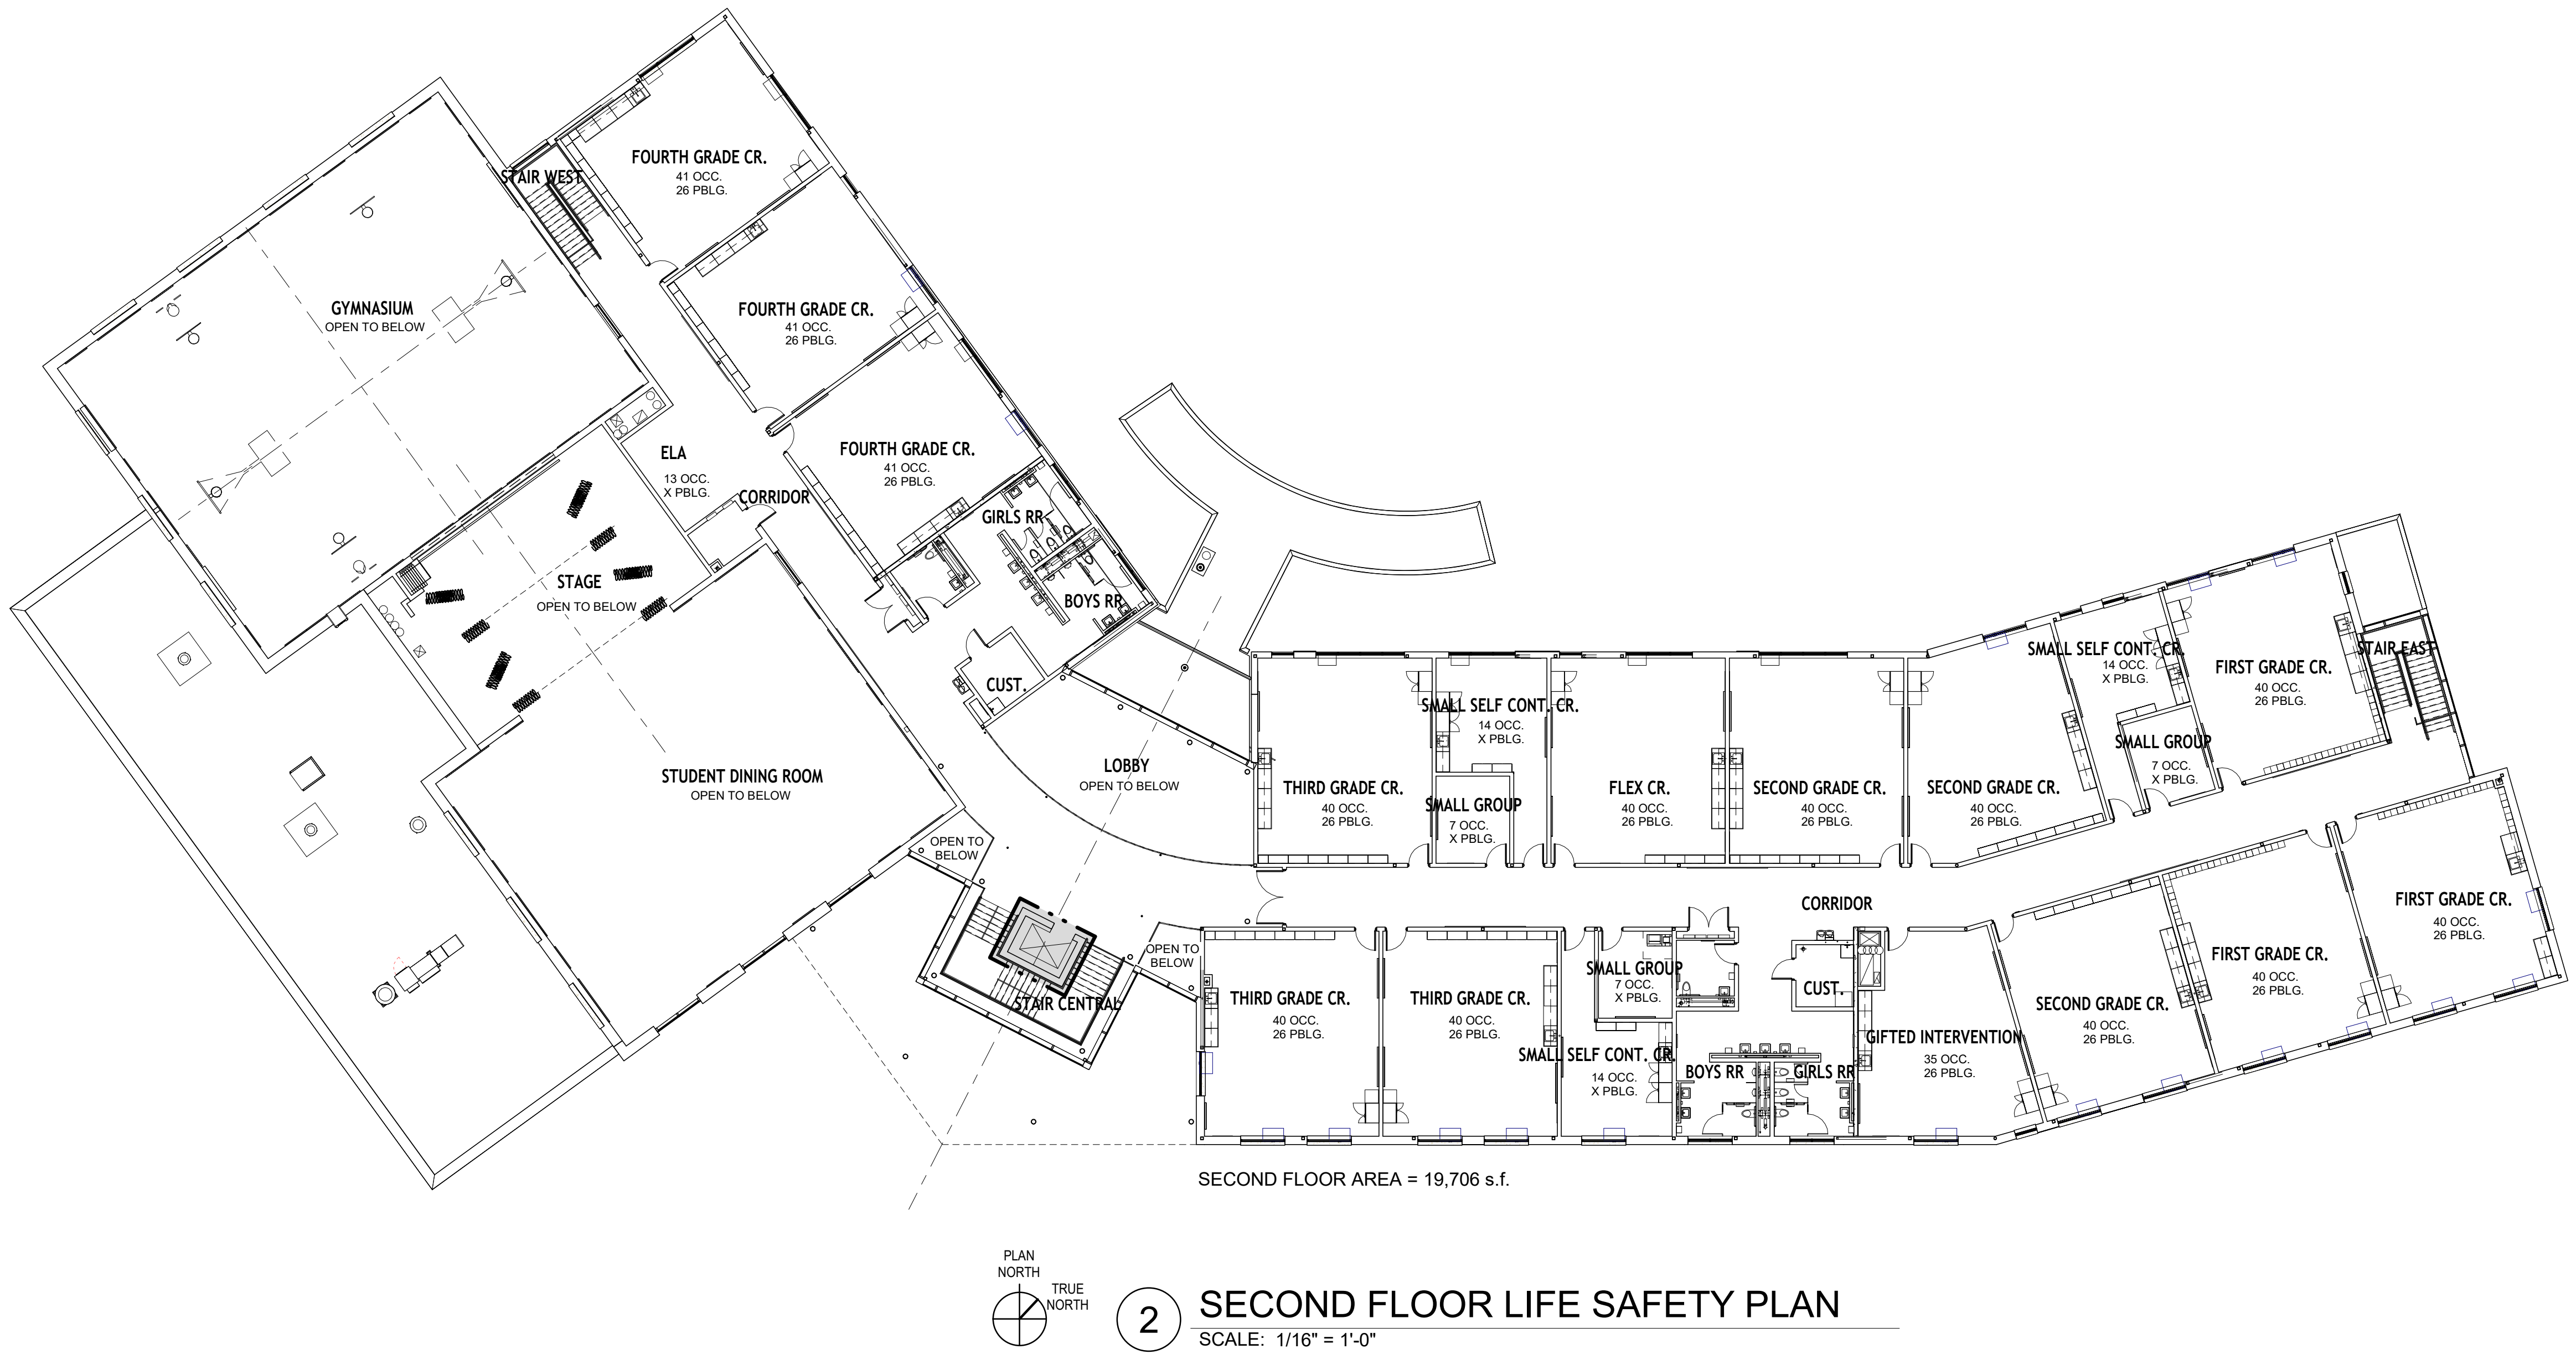 FOURTH GRADE CR.
41 OCC.
26 PBLG.
STAIR WEST
GYMNASIUM
OPEN TO BELOW
FOURTH GRADE CR.
41 OCC.
26 PBLG.
FOURTH GRADE CR.
41 OCC.
26 PBLG.
ELA
13 OCC.
X PBLG.
CORRIDOR
GIRLS RR
BOYS RR
STAGE
OPEN TO BELOW
CUST.
STUDENT DINING ROOM
OPEN TO BELOW
LOBBY
OPEN TO BELOW
OPEN TO
BELOW
STAIR CENTRAL
OPEN TO
BELOW
THIRD GRADE CR.
40 OCC.
26 PBLG.
SMALL SELF CONT. CR.
14 OCC.
X PBLG.
SMALL GROUP
7 OCC.
X PBLG.
FLEX CR.
40 OCC.
26 PBLG.
SECOND GRADE CR.
40 OCC.
26 PBLG.
SECOND GRADE CR.
40 OCC.
26 PBLG.
SMALL SELF CONT. CR.
14 OCC.
X PBLG.
SMALL GROUP
7 OCC.
X PBLG.
FIRST GRADE CR.
40 OCC.
26 PBLG.
STAIR EAST
CORRIDOR
THIRD GRADE CR.
40 OCC.
26 PBLG.
THIRD GRADE CR.
40 OCC.
26 PBLG.
SMALL GROUP
7 OCC.
X PBLG.
SMALL SELF CONT. CR.
14 OCC.
X PBLG.
BOYS RR
GIRLS RR
CUST.
GIFTED INTERVENTION
35 OCC.
26 PBLG.
SECOND GRADE CR.
40 OCC.
26 PBLG.
FIRST GRADE CR.
40 OCC.
26 PBLG.
FIRST GRADE CR.
40 OCC.
26 PBLG.
SECOND FLOOR AREA = 19,706 s.f.
PLAN
NORTH
TRUE
NORTH
2
SECOND FLOOR LIFE SAFETY PLAN
SCALE: 1/16" = 1'-0"